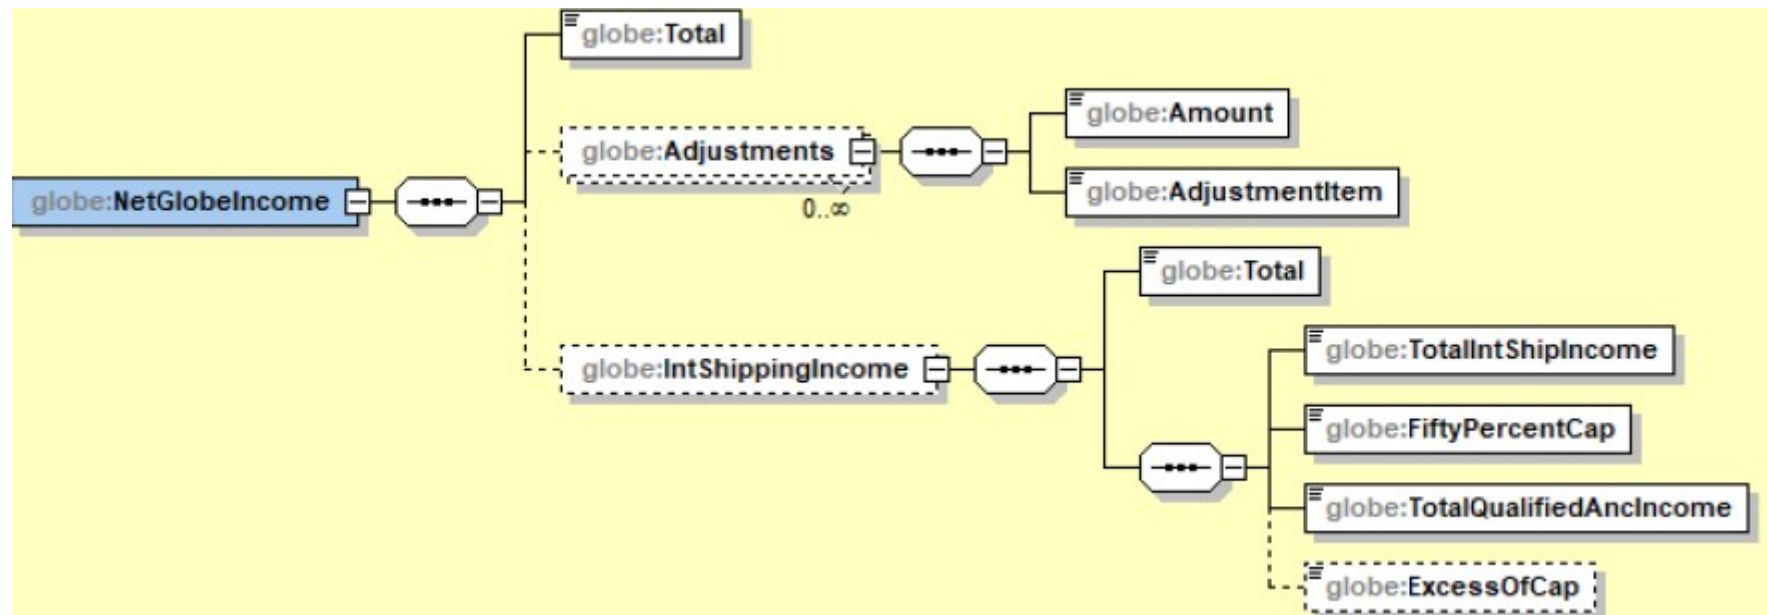 globe:Total
globe:Amount
globe:Adjustments
globe:AdjustmentItem
globe:NetGlobeIncome
0..∞
globe:Total
globe:TotalIntShipIncome
globe:IntShippingIncome
globe:FiftyPercentCap
globe:TotalQualifiedAncIncome
globe:ExcessOfCap